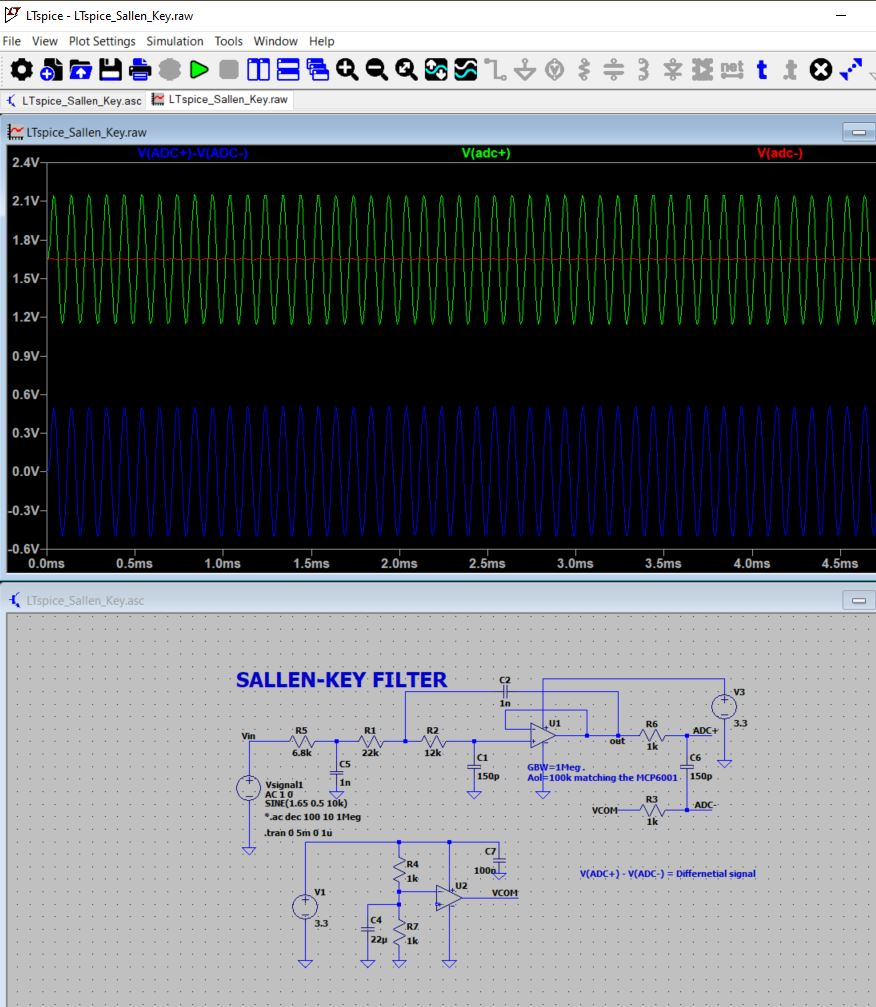 LTspice - LTspice_Sallen_Key.raw
File View Plot Settings Simulation Tools Window Help
net t t
LTspice_Sallen_Key.asc LTspice_Sallen_Key.raw
LTspice_Sallen_Key.raw
V(ADC+)-V(ADC-) V(adc+) V(adc-)
2.4V
2.1V
1.8V
1.5V
1.2V
0.9V
0.6V
0.3V
0.0V
-0.3V
-0.6V
0.0ms 0.5ms 1.0ms 1.5ms 2.0ms 2.5ms 3.0ms 3.5ms 4.0ms 4.5ms
LTspice_Sallen_Key.asc
SALLEN-KEY FILTER
C2
1n
V3
3.3
U1
Vin
R5
6.8k
R1
22k
R2
12k
out
R6
1k
ADC+
C5
1n
C1
150p
C6
150p
GBW=1Meg .
Aol=100k matching the MCP6001
Vsignal1
AC 1 0
SINE(1.65 0.5 10k)
*.ac dec 100 10 1Meg
.tran 0 5m 0 1u
VCOM
R3
1k
ADC-
R4
1k
C7
100n
U2
VCOM
V(ADC+) - V(ADC-) = Differnetial signal
V1
3.3
C4
22µ
R7
1k